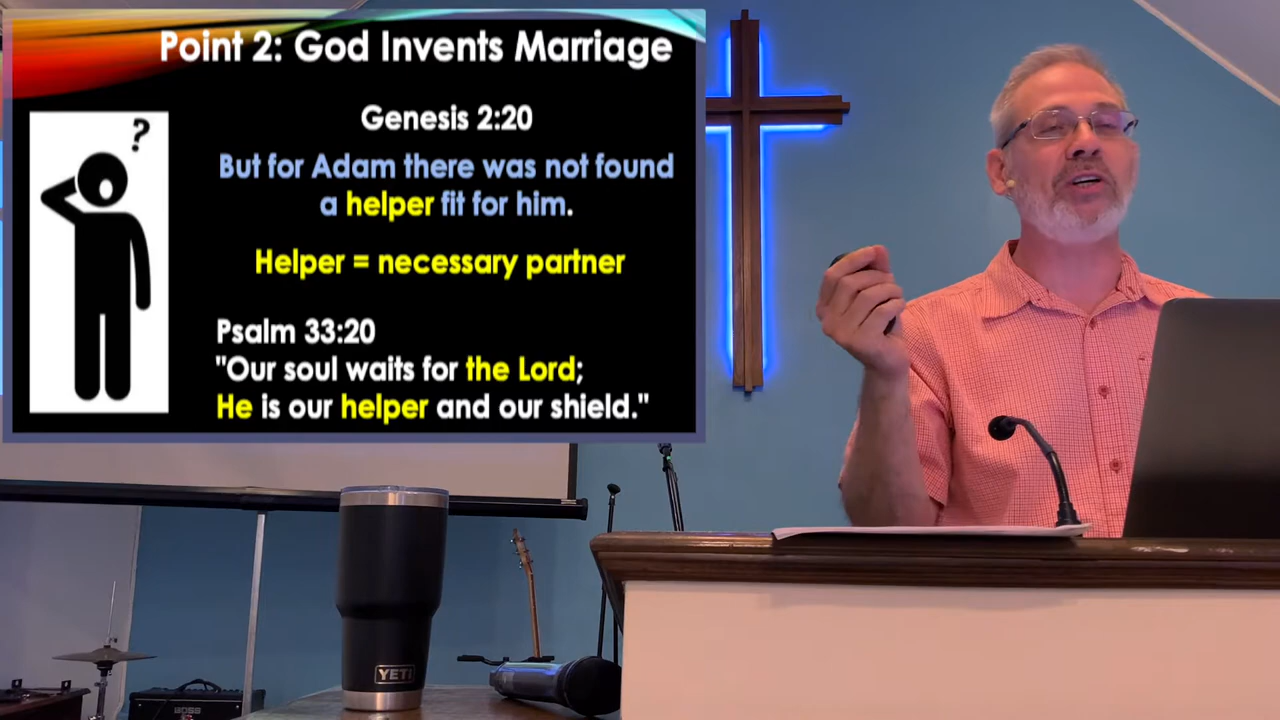 Point 2: God Invents Marriage
?
Genesis 2:20
But for Adam there was not found
a helper fit for him.
Helper = necessary partner
Psalm 33:20
"Our soul waits for the Lord;
He is our helper and our shield."
YETI
BOSS